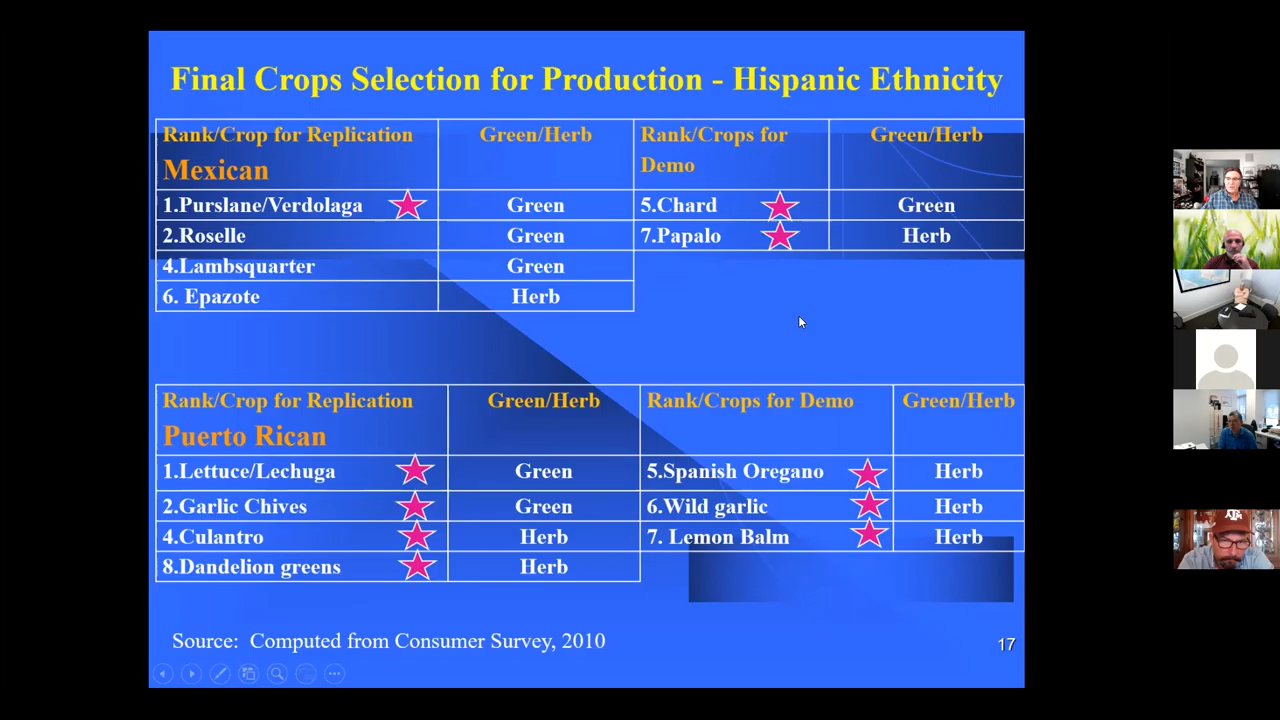 Final Crops Selection for Production - Hispanic Ethnicity
Rank/Crop for Replication
Mexican
Green/Herb
Rank/Crops for
Demo
Green/Herb
1.Purslane/Verdolaga
Green
5.Chard
Green
2.Roselle
Green
7.Papalo
Herb
4.Lambsquarter
Green
6. Epazote
Herb
Rank/Crop for Replication
Puerto Rican
Green/Herb
Rank/Crops for Demo
Green/Herb
1.Lettuce/Lechuga
Green
5.Spanish Oregano
Herb
2.Garlic Chives
Green
6.Wild garlic
Herb
4.Culantro
Herb
7. Lemon Balm
Herb
8.Dandelion greens
Herb
Source: Computed from Consumer Survey, 2010
17
ATM